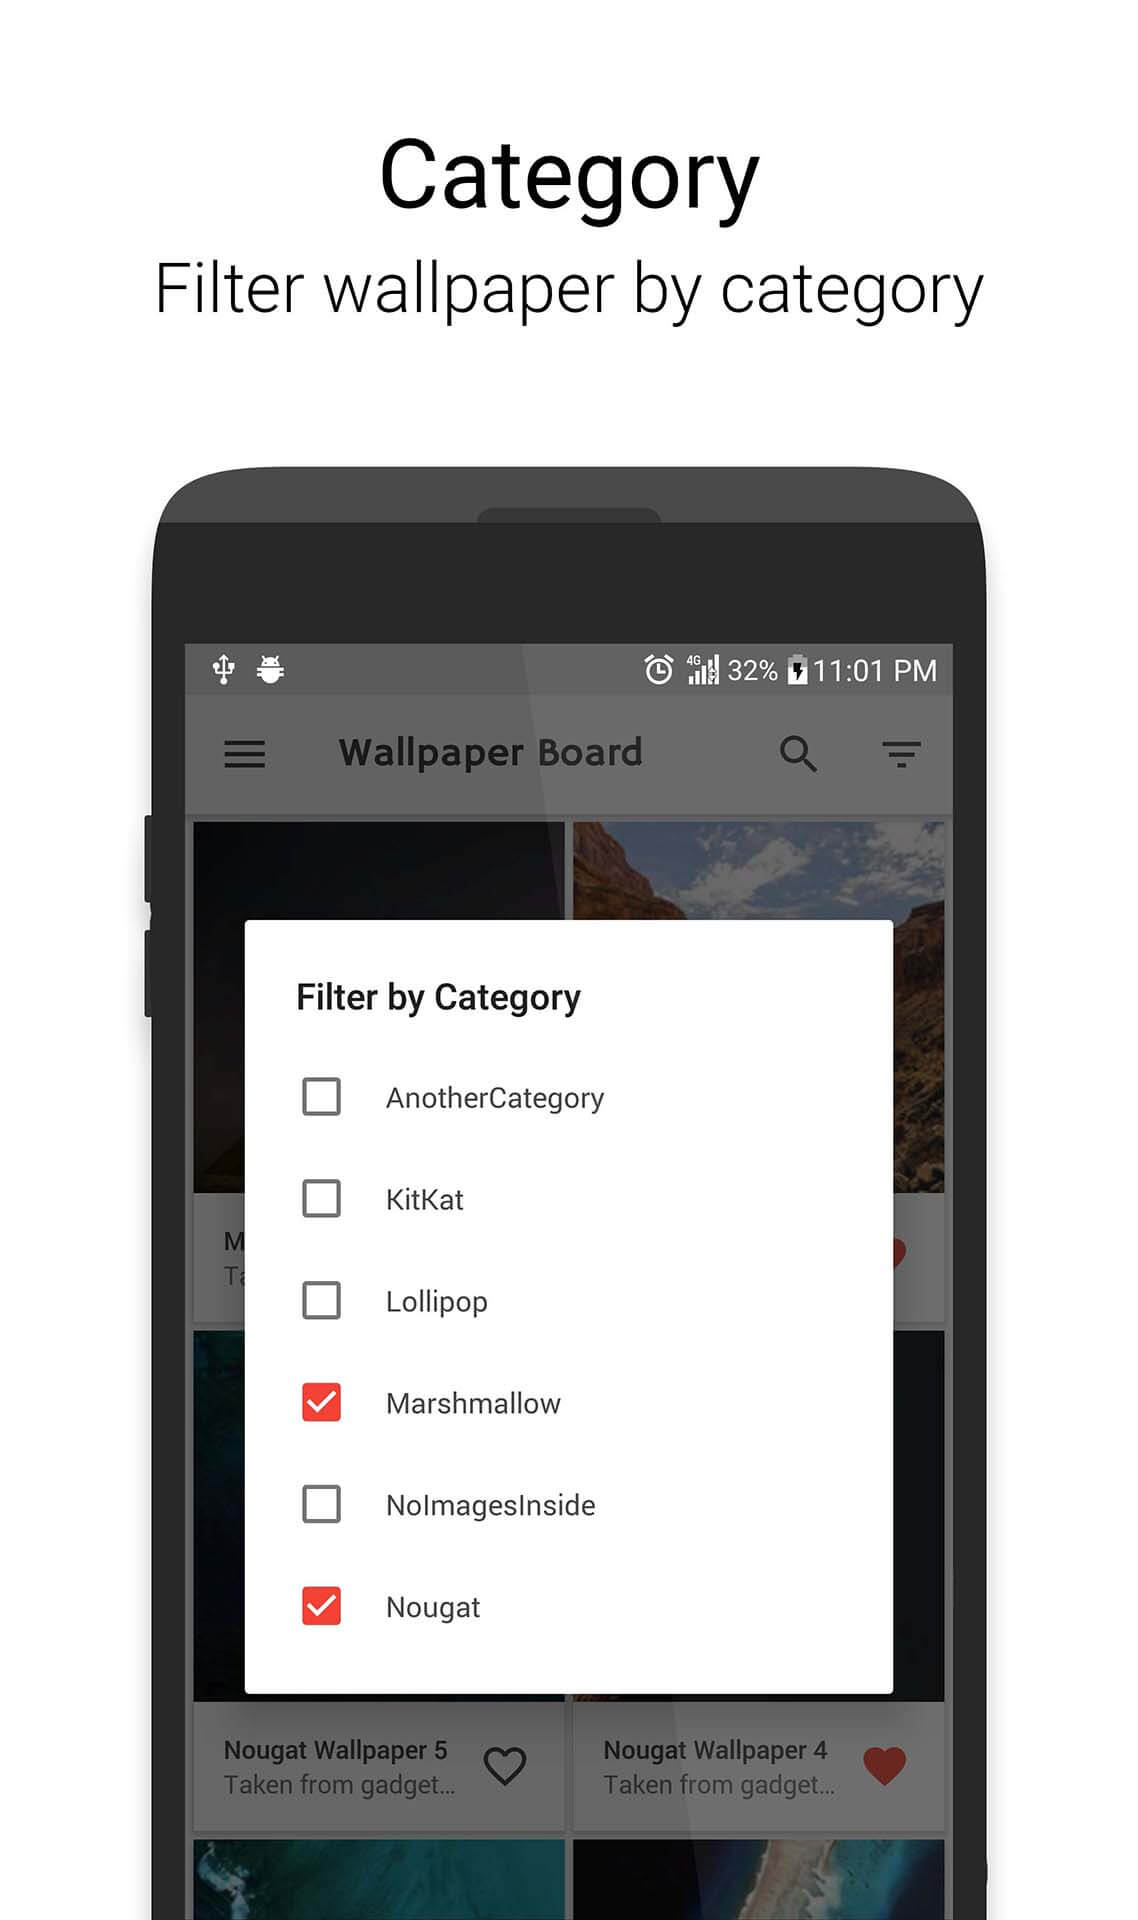 Category
Filter wallpaper by category
4G 32% 11:01 PM
Wallpaper Board
Filter by Category
AnotherCategory
KitKat
Lollipop
Marshmallow
NoImagesInside
Nougat
Nougat Wallpaper 5
Taken from gadget...
Nougat Wallpaper 4
Taken from gadget...